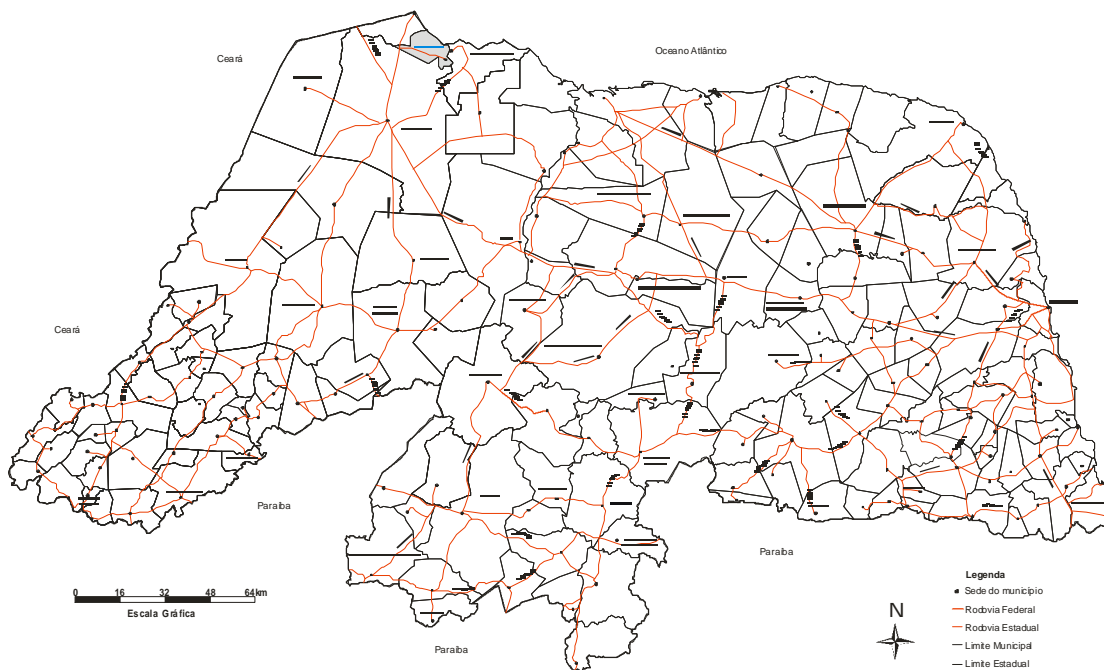 Ceará
Oceano Atlântico
Ceará
Paraíba
Paraíba
Paraíba
0 16 32 48 64km
Escala Gráfica
N
Legenda
Sede do município
Rodovia Federal
Rodovia Estadual
Limite Municipal
Limite Estadual